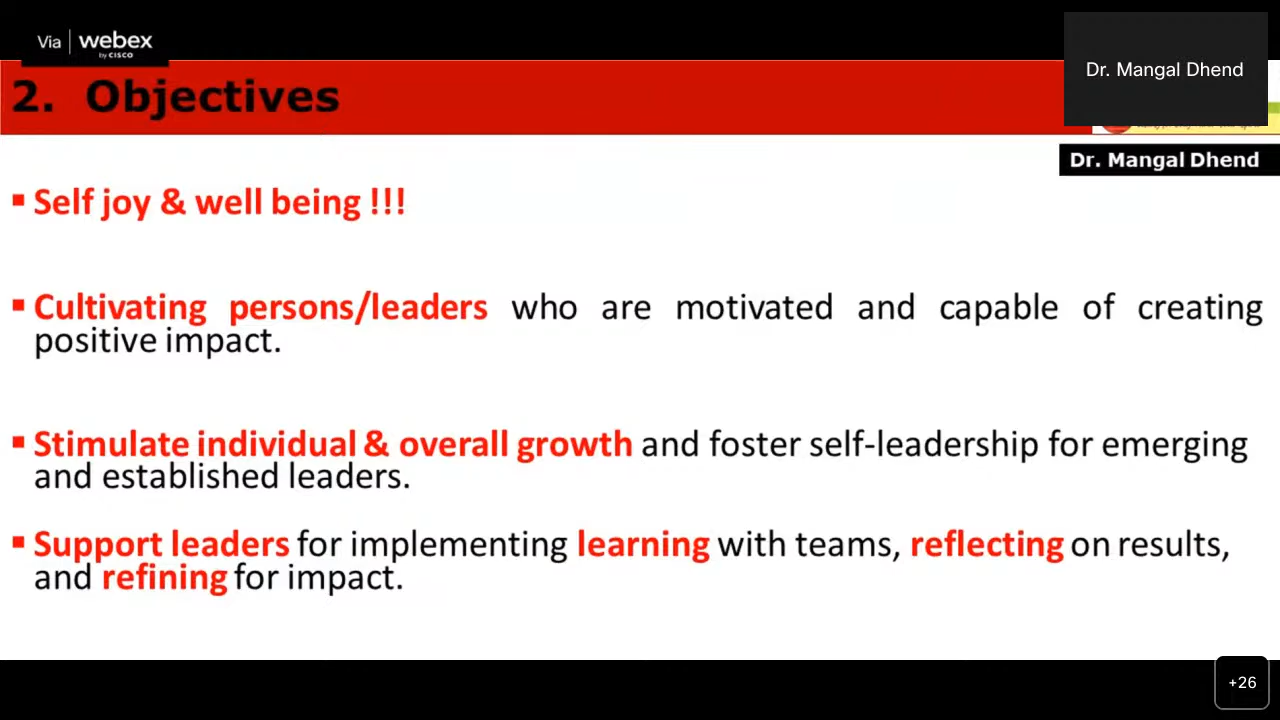 Via webex
by CISCO
Dr. Mangal Dhend
2. Objectives
Dr. Mangal Dhend
▪ Self joy & well being !!!
▪ Cultivating persons/leaders who are motivated and capable of creating
positive impact.
▪ Stimulate individual & overall growth and foster self-leadership for emerging
and established leaders.
▪ Support leaders for implementing learning with teams, reflecting on results,
and refining for impact.
+26